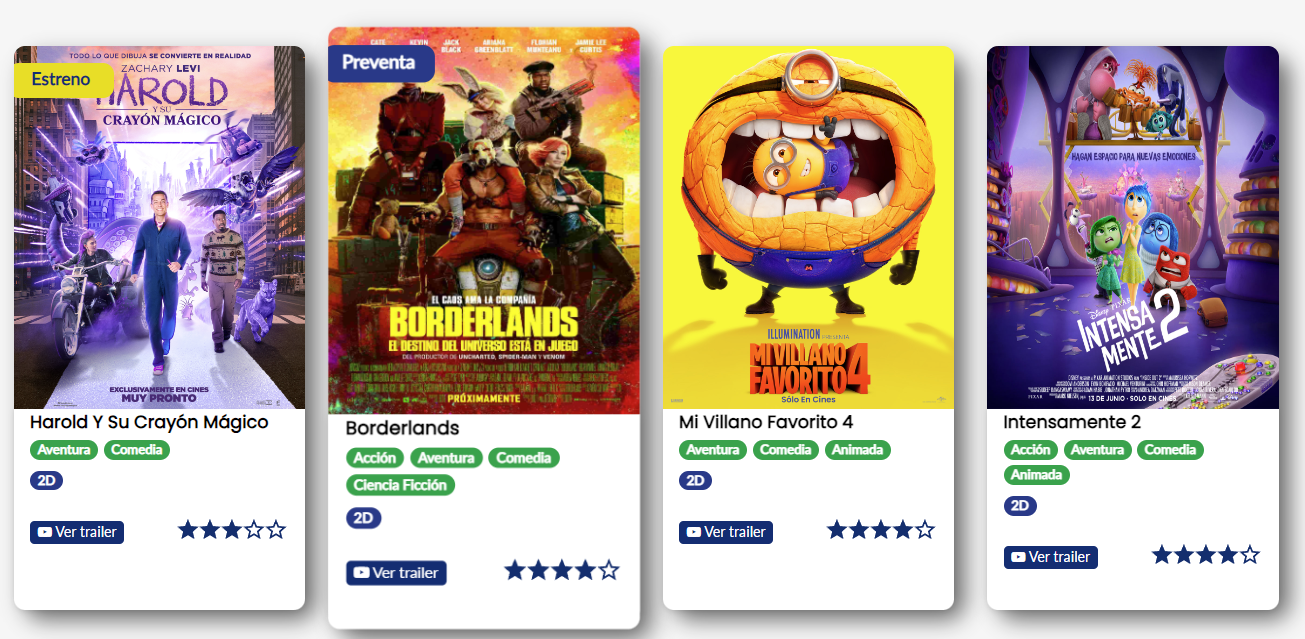 TODO LO QUE DIBUJA SE CONVIERTE EN REALIDAD
Estreno
ZACHARY LEVI
HAROLD
Y SU
CRAYÓN MÁGICO
EXCLUSIVAMENTE EN CINES
MUY PRONTO
Harold Y Su Crayón Mágico
Aventura Comedia
2D
Ver trailer
CATE KEVIN JACK BLACK ARIANA GREENBLATT FLORIAN MUNTEANU JAMIE LEE CURTIS
Preventa
EL CAOS AMA LA COMPAÑÍA
BORDERLANDS
EL DESTINO DEL UNIVERSO ESTÁ EN JUEGO
DEL PRODUCTOR DE UNCHARTED, SPIDER-MAN Y VENOM
PRÓXIMAMENTE
Borderlands
Acción Aventura Comedia
Ciencia Ficción
2D
Ver trailer
ILLUMINATION PRESENTA
MI VILLANO
FAVORITO 4
Sólo En Cines
Mi Villano Favorito 4
Aventura Comedia Animada
2D
Ver trailer
HAGAN ESPACIO PARA NUEVAS EMOCIONES
Disney PIXAR
INTENSA
MENTE 2
PIXAR
13 DE JUNIO - SOLO EN CINES
Intensamente 2
Acción Aventura Comedia
Animada
2D
Ver trailer